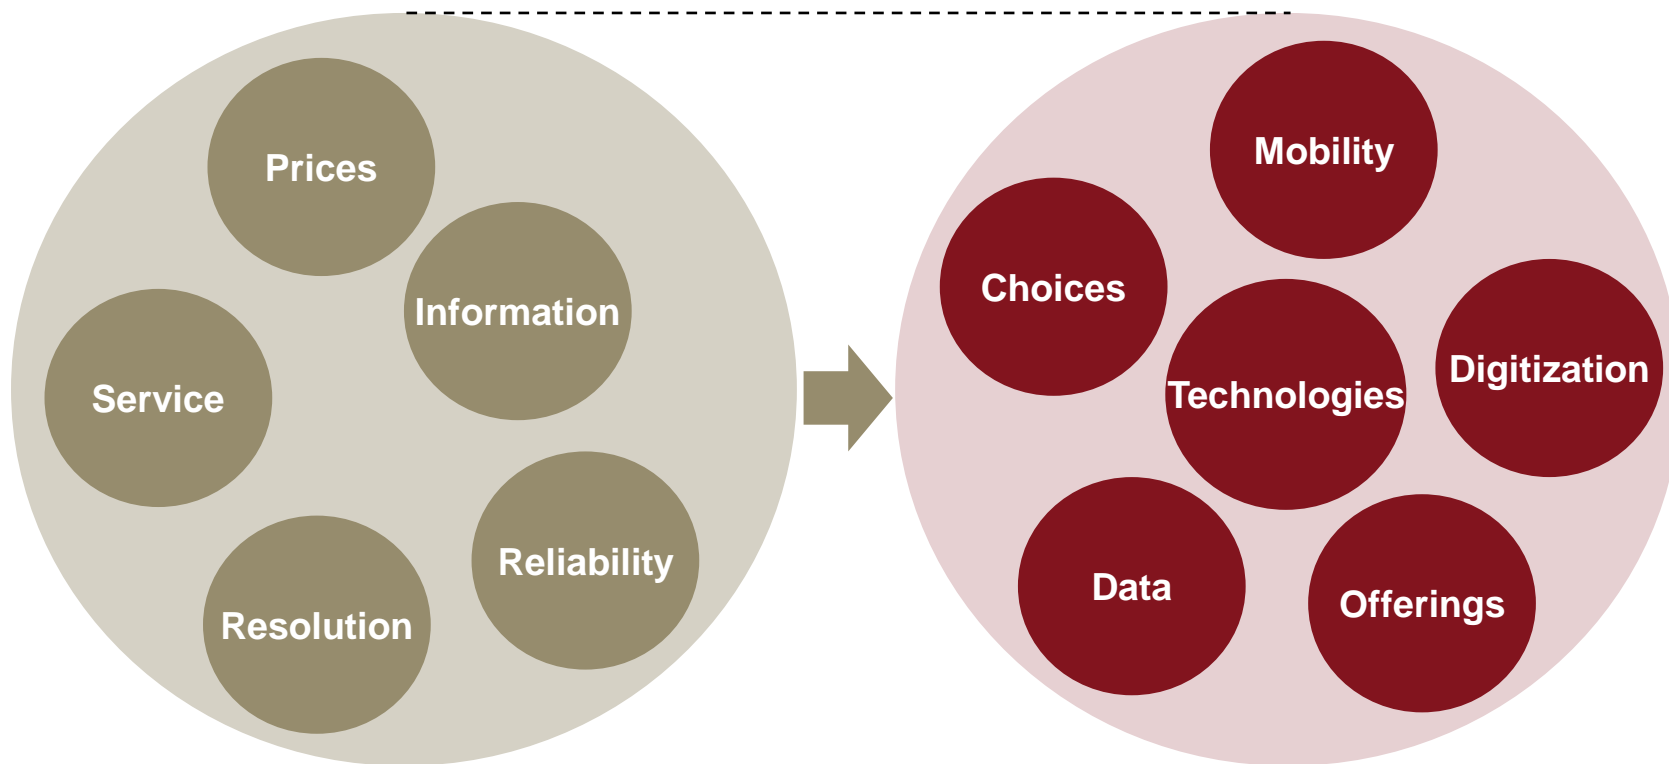 Prices
Information
Service
Reliability
Resolution
Mobility
Choices
Digitization
Technologies
Data
Offerings